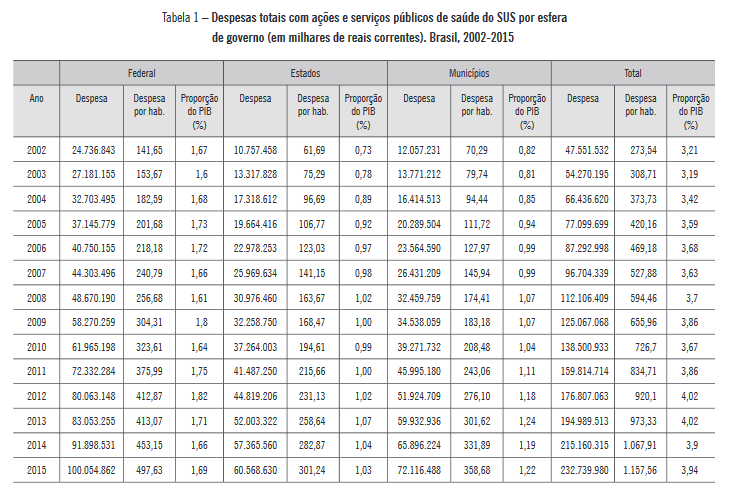 Tabela 1 – Despesas totais com ações e serviços públicos de saúde do SUS por esfera
de governo (em milhares de reais correntes). Brasil, 2002-2015
Federal Estados Municípios Total
Ano Despesa Despesa por hab. Proporção do PIB (%) Despesa Despesa por hab. Proporção do PIB (%) Despesa Despesa por hab. Proporção do PIB (%) Despesa Despesa por hab. Proporção do PIB (%)
2002 24.736.843 141,65 1,67 10.757.458 61,69 0,73 12.057.231 70,29 0,82 47.551.532 273,54 3,21
2003 27.181.155 153,67 1,6 13.317.828 75,29 0,78 13.771.212 79,74 0,81 54.270.195 308,71 3,19
2004 32.703.495 182,59 1,68 17.318.612 96,69 0,89 16.414.513 94,44 0,85 66.436.620 373,73 3,42
2005 37.145.779 201,68 1,73 19.664.416 106,77 0,92 20.289.504 111,72 0,94 77.099.699 420,16 3,59
2006 40.750.155 218,18 1,72 22.978.253 123,03 0,97 23.564.590 127,97 0,99 87.292.998 469,18 3,68
2007 44.303.496 240,79 1,66 25.969.634 141,15 0,98 26.431.209 145,94 0,99 96.704.339 527,88 3,63
2008 48.670.190 256,68 1,61 30.976.460 163,67 1,02 32.459.759 174,41 1,07 112.106.409 594,46 3,7
2009 58.270.259 304,31 1,8 32.258.750 168,47 1,00 34.538.059 183,18 1,07 125.067.068 655,96 3,86
2010 61.965.198 323,61 1,64 37.264.003 194,61 0,99 39.271.732 208,48 1,04 138.500.933 726,7 3,67
2011 72.332.284 375,99 1,75 41.487.250 215,66 1,00 45.995.180 243,06 1,11 159.814.714 834,71 3,86
2012 80.063.148 412,87 1,82 44.819.206 231,13 1,02 51.924.709 276,10 1,18 176.807.063 920,1 4,02
2013 83.053.255 413,07 1,71 52.003.322 258,64 1,07 59.932.936 301,62 1,24 194.989.513 973,33 4,02
2014 91.898.531 453,15 1,66 57.365.560 282,87 1,04 65.896.224 331,89 1,19 215.160.315 1.067,91 3,9
2015 100.054.862 497,63 1,69 60.568.630 301,24 1,03 72.116.488 358,68 1,22 232.739.980 1.157,56 3,94